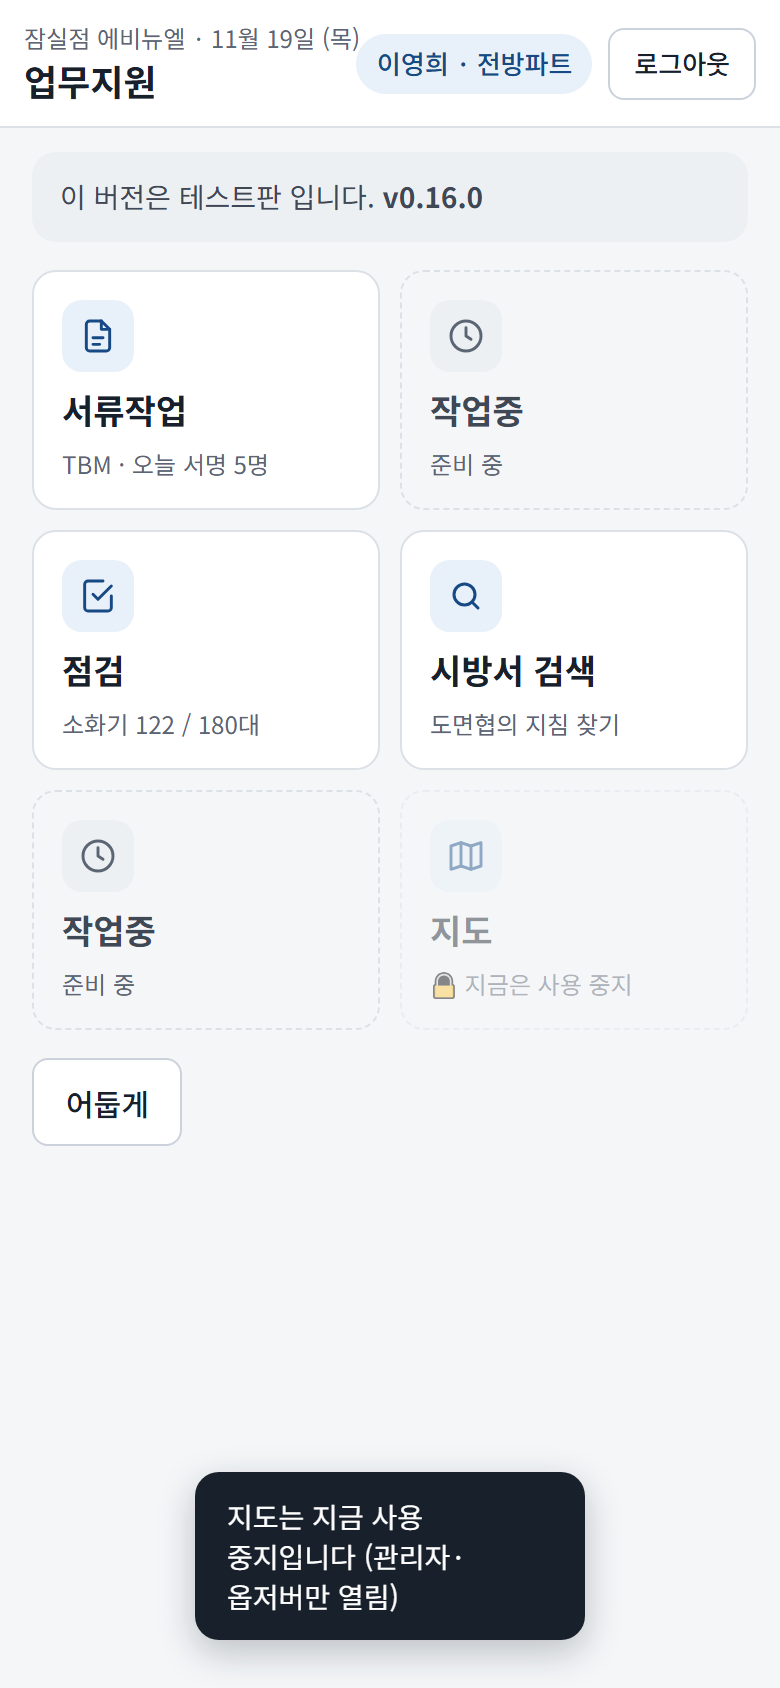 잠실점 에비뉴엘 · 11월 19일 (목)
업무지원
이영희 · 전방파트
로그아웃
이 버전은 테스트판 입니다. v0.16.0
서류작업
TBM · 오늘 서명 5명
작업중
준비 중
점검
소화기 122 / 180대
시방서 검색
도면협의 지침 찾기
작업중
준비 중
지도
🔒 지금은 사용 중지
어둡게
지도는 지금 사용
중지입니다 (관리자·
옵저버만 열림)